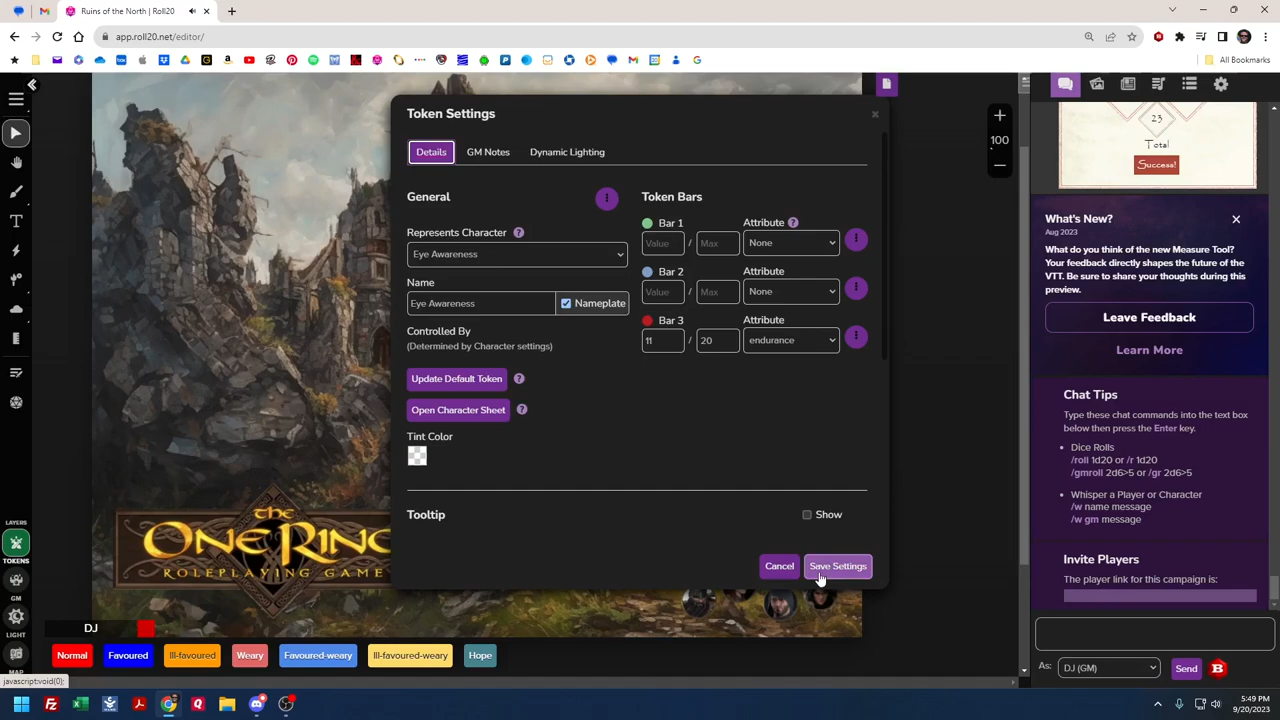 Ruins of the North | Roll20
app.roll20.net/editor/
All Bookmarks
Token Settings
Details
GM Notes
Dynamic Lighting
General
Represents Character
Eye Awareness
Name
Eye Awareness
Nameplate
Controlled By
(Determined by Character settings)
Update Default Token
Open Character Sheet
Tint Color
Token Bars
Bar 1
Attribute
Value / Max
None
Bar 2
Attribute
Value / Max
None
Bar 3
Attribute
11 / 20
endurance
Tooltip
Show
Cancel
Save Settings
100
23
Total
Success!
What's New?
Aug 2023
What do you think of the new Measure Tool?
Your feedback directly shapes the future of the
VTT. Be sure to share your thoughts during this
preview.
Leave Feedback
Learn More
Chat Tips
Type these chat commands into the text box
below then press the Enter key.
Dice Rolls
/roll 1d20 or /r 1d20
/gmroll 2d6>5 or /gr 2d6>5
Whisper a Player or Character
/w name message
/w gm message
Invite Players
The player link for this campaign is:
As:
DJ (GM)
Send
LAYERS
TOKENS
GM
LIGHT
MAP
THE
ONE RING
ROLEPLAYING GAME
DJ
Normal
Favoured
Ill-favoured
Weary
Favoured-weary
Ill-favoured-weary
Hope
javascript:void(0);
5:49 PM
9/20/2023